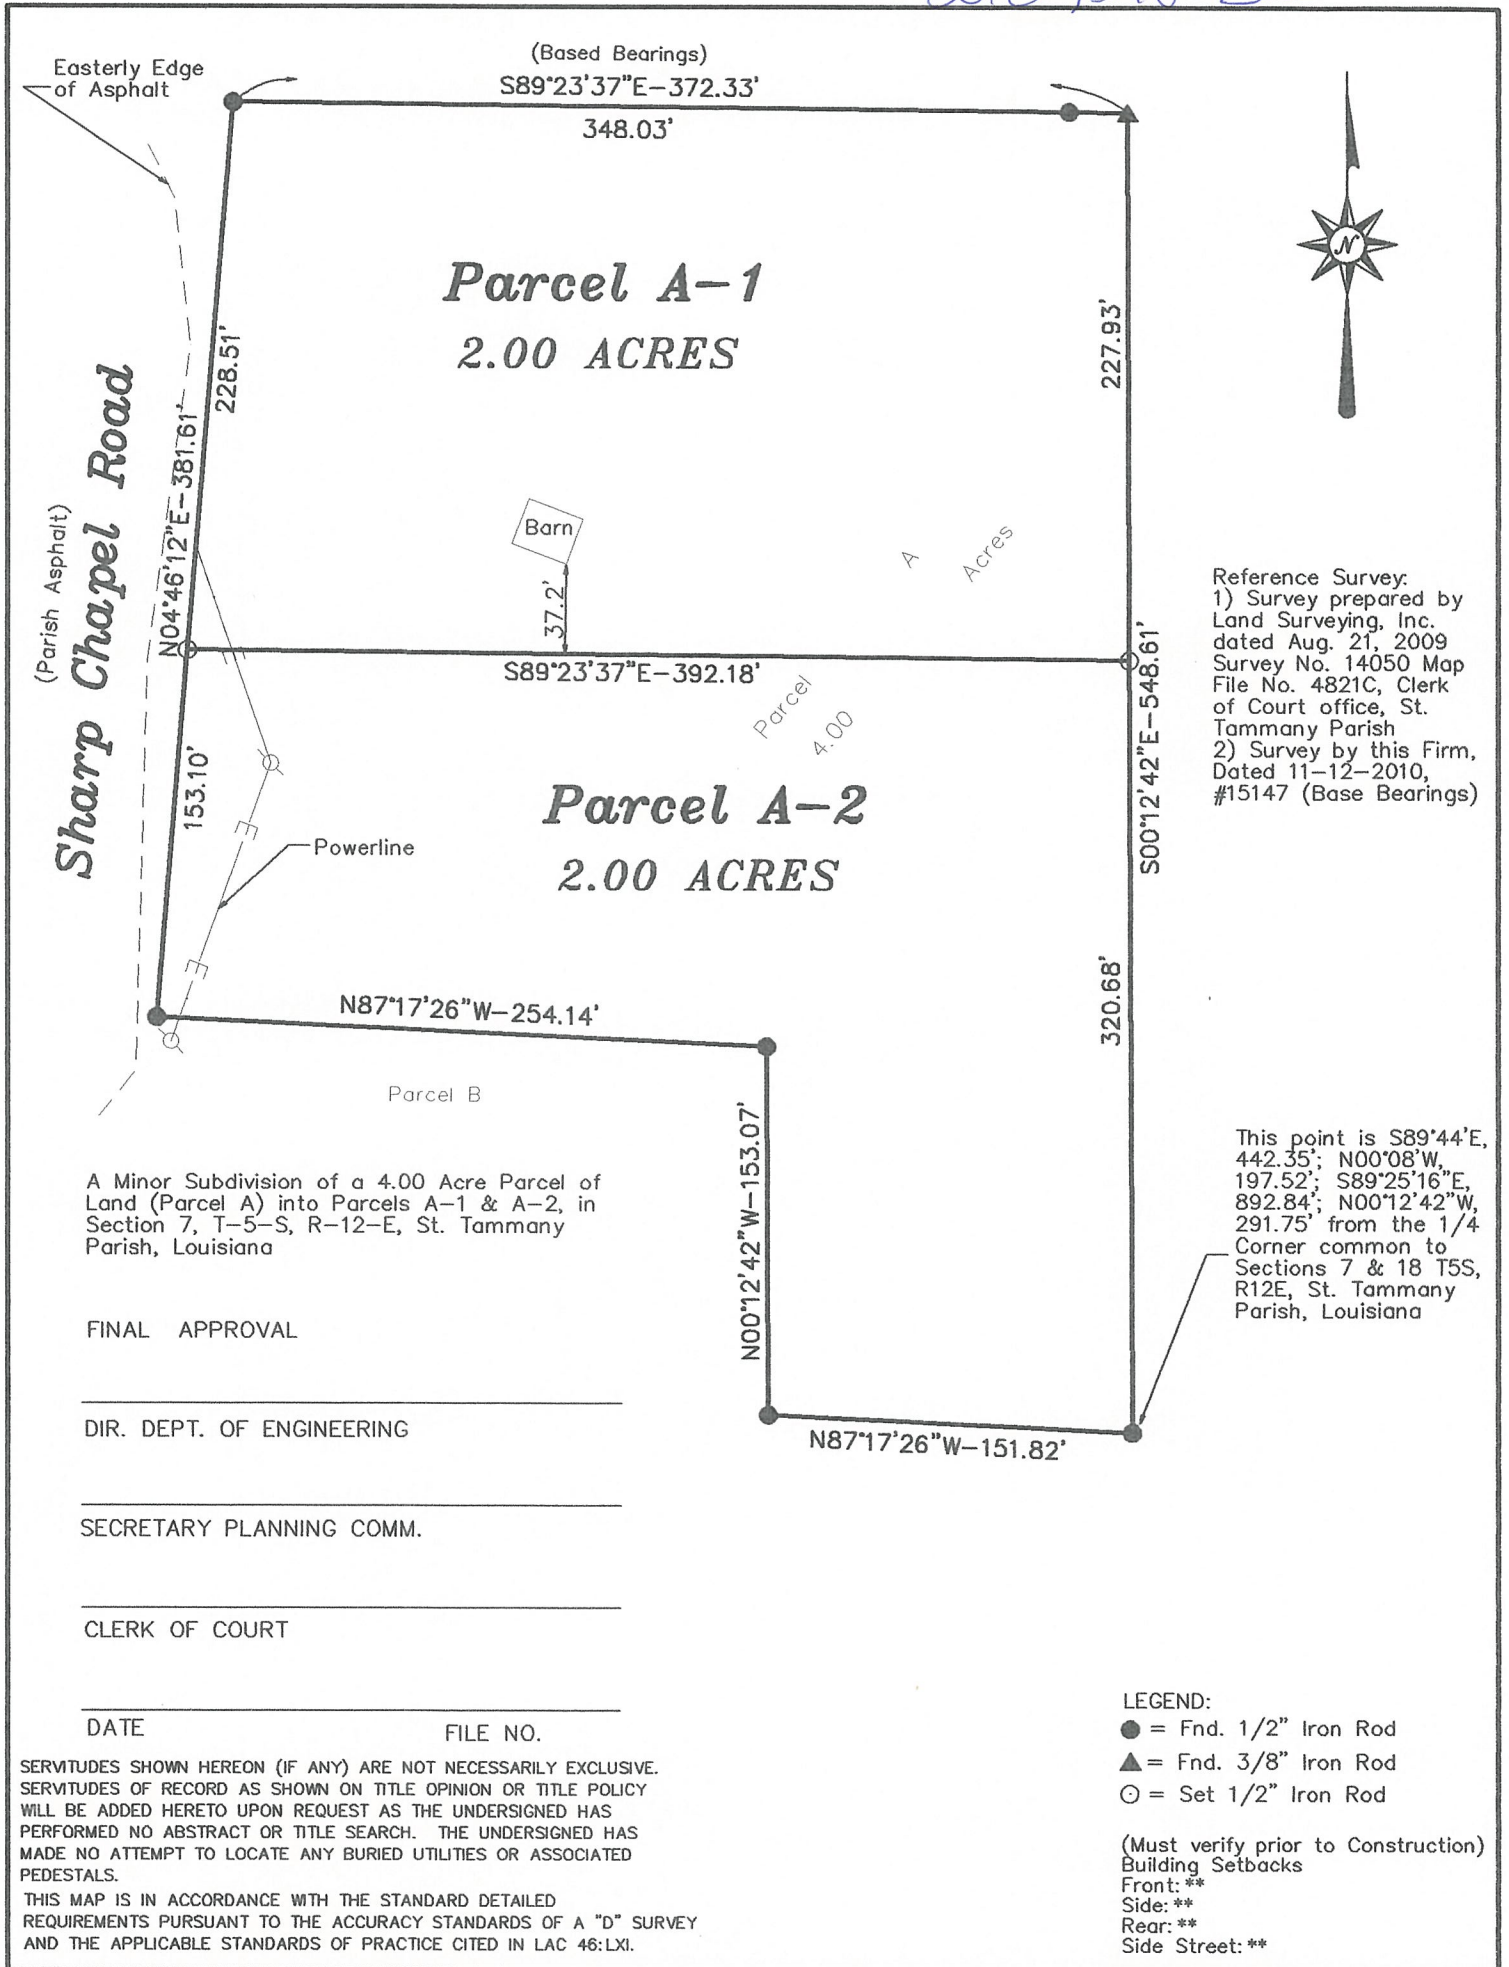 (Based Bearings)
S89°23'37"E-372.33'
348.03'
Easterly Edge
of Asphalt
Parcel A-1
2.00 ACRES
228.51'
227.93'
N04°46'12"E-381.61'
(Parish Asphalt)
Sharp Chapel Road
Barn
37.2'
A
Acres
S89°23'37"E-392.18'
Parcel
4.00
N
Reference Survey:
1) Survey prepared by
Land Surveying, Inc.
dated Aug. 21, 2009
Survey No. 14050 Map
File No. 4821C, Clerk
of Court office, St.
Tammany Parish
2) Survey by this Firm,
Dated 11-12-2010,
#15147 (Base Bearings)
S00°12'42"E-548.61'
153.10'
Parcel A-2
2.00 ACRES
Powerline
E
E
320.68'
N87°17'26"W-254.14'
Parcel B
N00°12'42"W-153.07'
N87°17'26"W-151.82'
This point is S89°44'E,
442.35'; N00°08'W,
197.52'; S89°25'16"E,
892.84'; N00°12'42"W,
291.75' from the 1/4
Corner common to
Sections 7 & 18 T5S,
R12E, St. Tammany
Parish, Louisiana
A Minor Subdivision of a 4.00 Acre Parcel of
Land (Parcel A) into Parcels A-1 & A-2, in
Section 7, T-5-S, R-12-E, St. Tammany
Parish, Louisiana
FINAL APPROVAL
DIR. DEPT. OF ENGINEERING
SECRETARY PLANNING COMM.
CLERK OF COURT
DATE FILE NO.
SERVITUDES SHOWN HEREON (IF ANY) ARE NOT NECESSARILY EXCLUSIVE.
SERVITUDES OF RECORD AS SHOWN ON TITLE OPINION OR TITLE POLICY
WILL BE ADDED HERETO UPON REQUEST AS THE UNDERSIGNED HAS
PERFORMED NO ABSTRACT OR TITLE SEARCH. THE UNDERSIGNED HAS
MADE NO ATTEMPT TO LOCATE ANY BURIED UTILITIES OR ASSOCIATED
PEDESTALS.
THIS MAP IS IN ACCORDANCE WITH THE STANDARD DETAILED
REQUIREMENTS PURSUANT TO THE ACCURACY STANDARDS OF A "D" SURVEY
AND THE APPLICABLE STANDARDS OF PRACTICE CITED IN LAC 46:LXI.
LEGEND:
● = Fnd. 1/2" Iron Rod
▲ = Fnd. 3/8" Iron Rod
⊙ = Set 1/2" Iron Rod
(Must verify prior to Construction)
Building Setbacks
Front: **
Side: **
Rear: **
Side Street: **